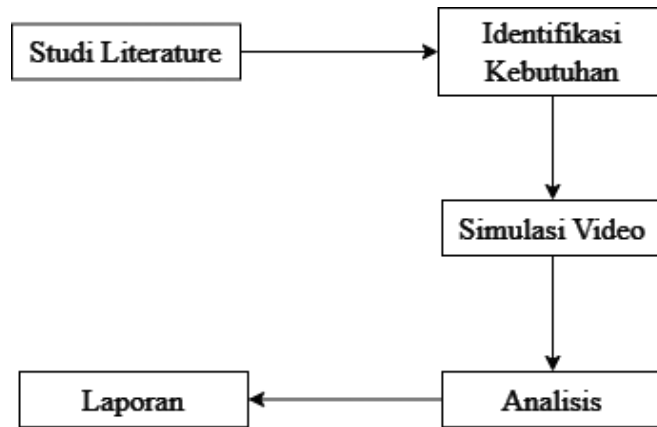 Studi Literature
Identifikasi
Kebutuhan
Simulasi Video
Analisis
Laporan